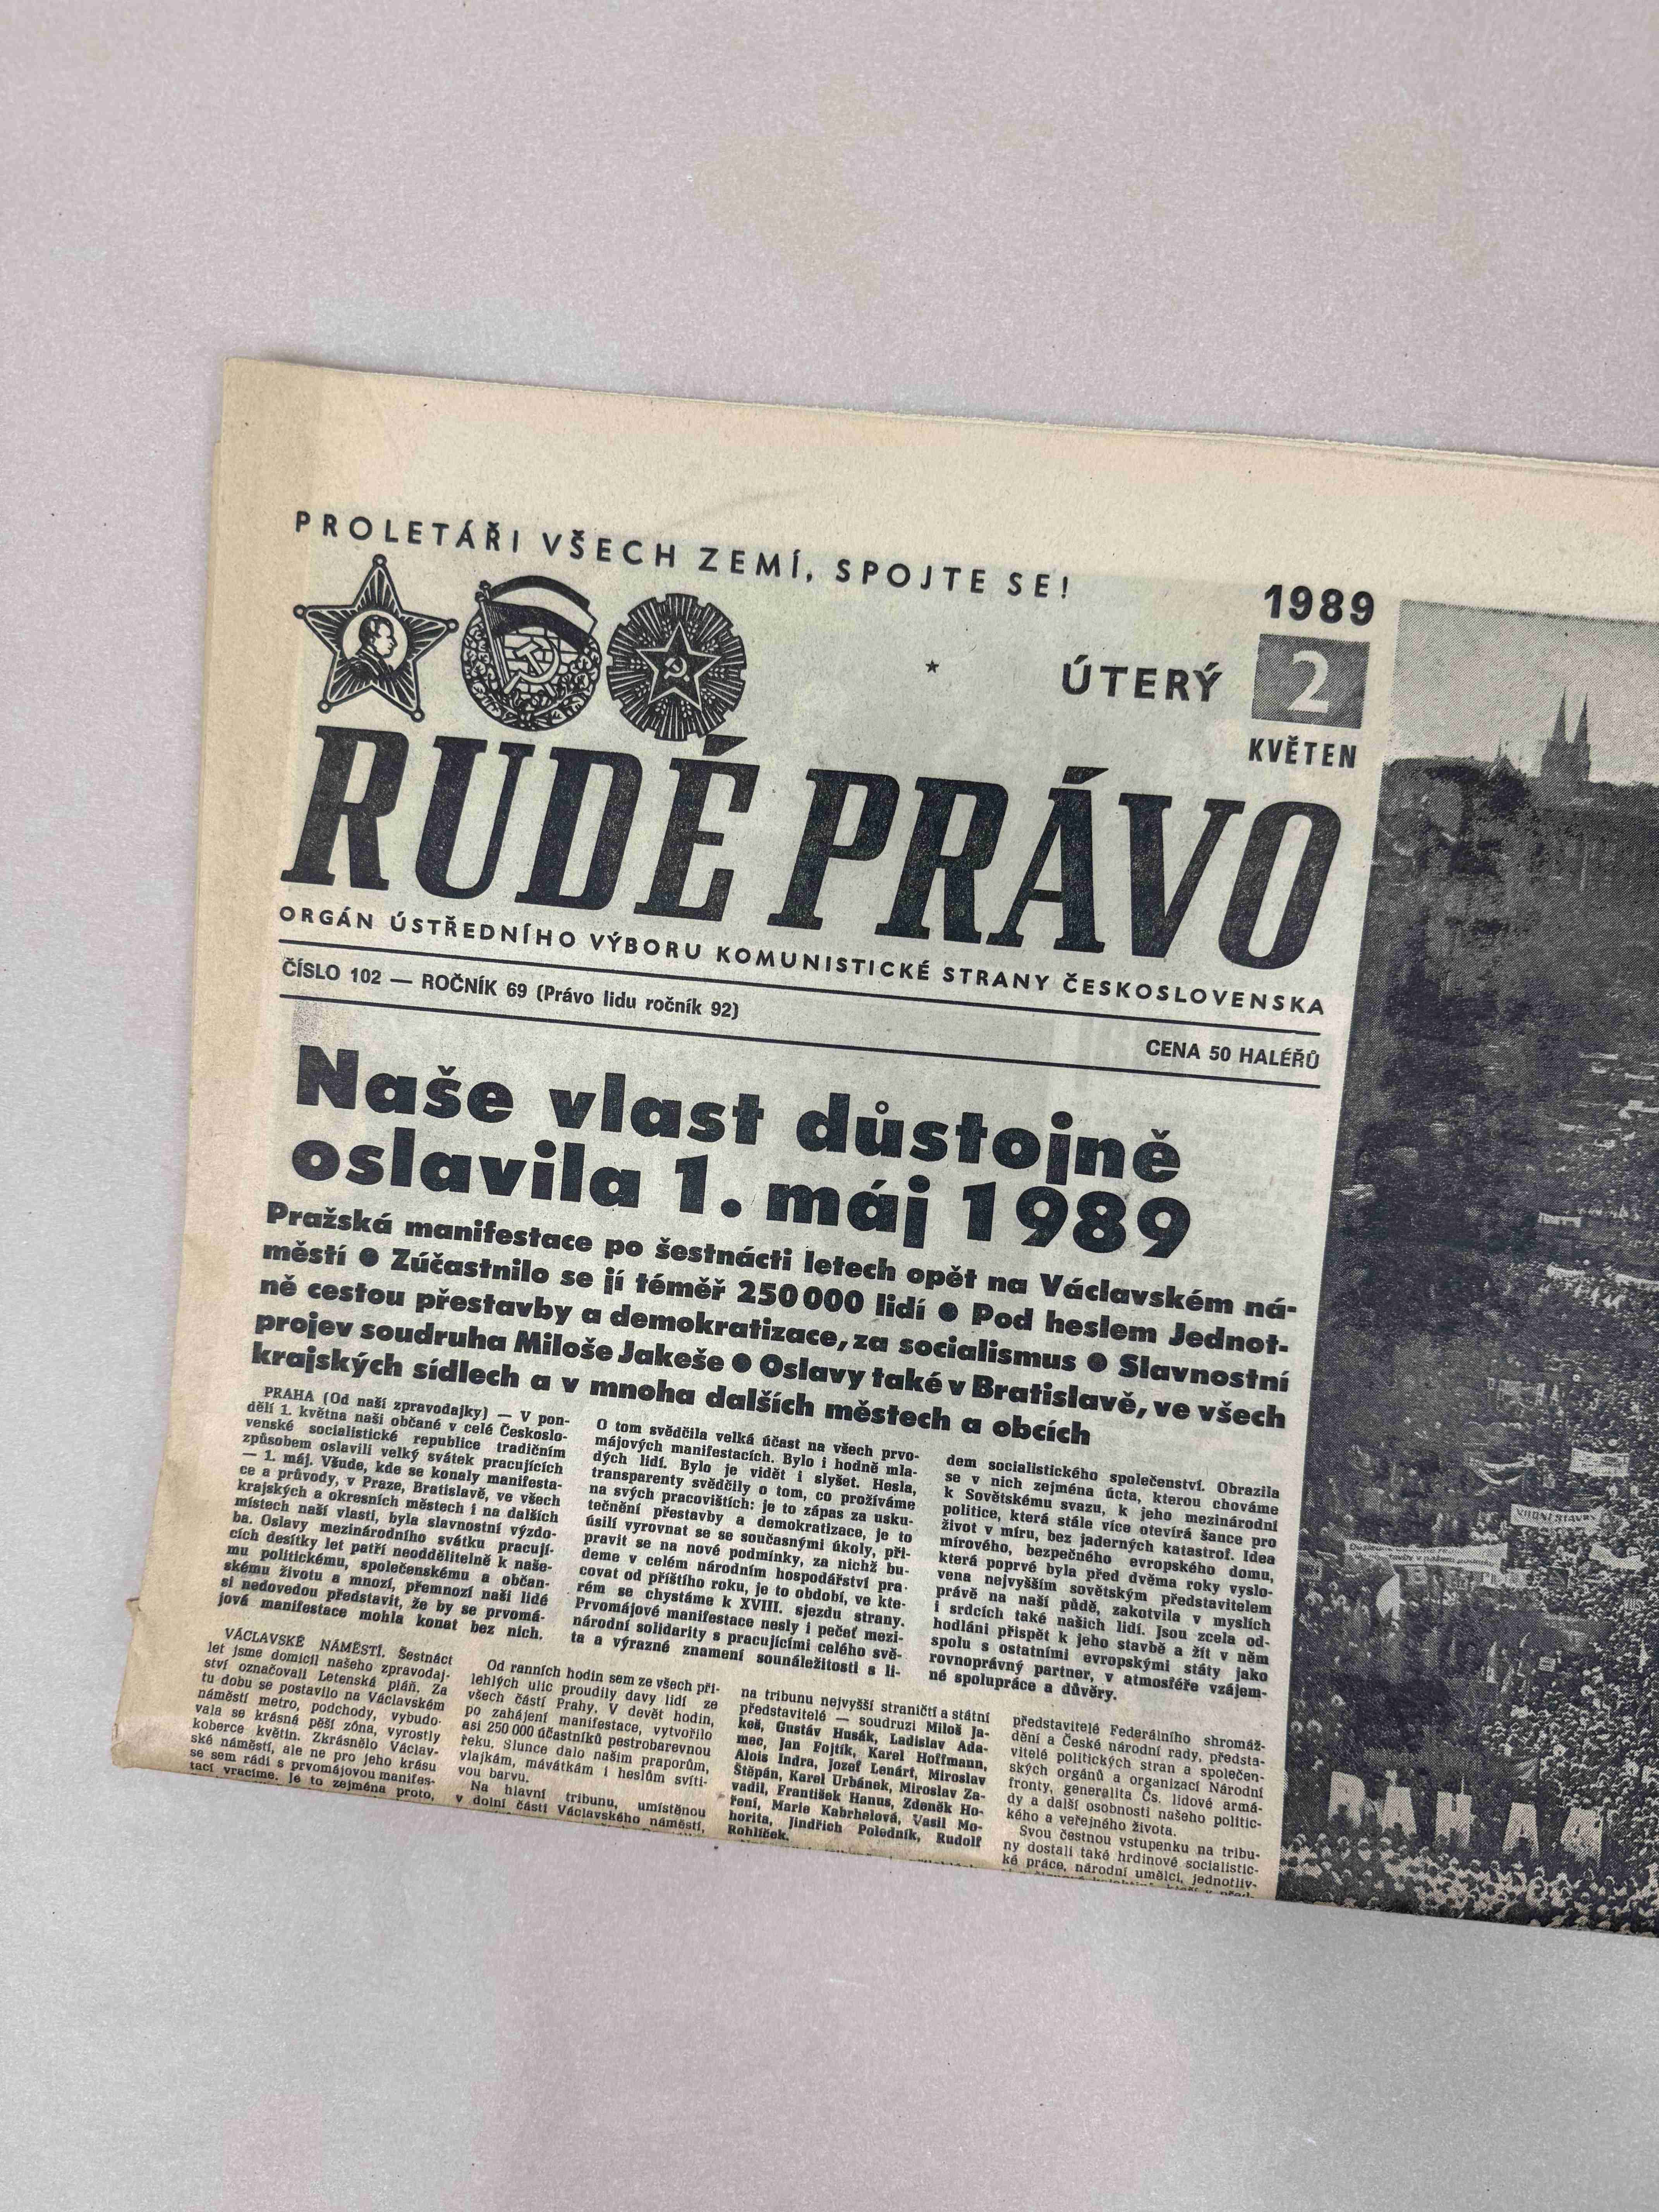 PROLETÁŘI VŠECH ZEMÍ, SPOJTE SE!
1989
ÚTERÝ 2
KVĚTEN
RUDÉ PRÁVO
ORGÁN ÚSTŘEDNÍHO VÝBORU KOMUNISTICKÉ STRANY ČESKOSLOVENSKA
ČÍSLO 102 — ROČNÍK 69 (Právo lidu ročník 92)
CENA 50 HALÉŘŮ
Naše vlast důstojně
oslavila 1. máj 1989
Pražská manifestace po šestnácti letech opět na Václavském ná-
městí ● Zúčastnilo se jí téměř 250 000 lidí ● Pod heslem Jednot-
ně cestou přestavby a demokratizace, za socialismus ● Slavnostní
projev soudruha Miloše Jakeše ● Oslavy také v Bratislavě, ve všech
krajských sídlech a v mnoha dalších městech a obcích
PRAHA (Od naší zpravodajky) — V pon-
dělí 1. května naši občané v celé Českoslo-
venské socialistické republice tradičním
způsobem oslavili velký svátek pracujících
— 1. máj. Všude, kde se konaly manifesta-
ce a průvody, v Praze, Bratislavě, ve všech
krajských a okresních městech i na dalších
místech naší vlasti, byla slavnostní výzdo-
ba. Oslavy mezinárodního svátku pracují-
cích desítky let patří neoddělitelně k naše-
mu politickému, společenskému a občan-
skému životu a mnozí, přemnozí naši lidé
si nedovedou představit, že by se prvomá-
jová manifestace mohla konat bez nich.
O tom svědčila velká účast na všech prvo-
májových manifestacích. Bylo i hodně mla-
dých lidí. Bylo je vidět i slyšet. Hesla,
transparenty svědčily o tom, co prožíváme
na svých pracovištích: je to zápas za usku-
tečnění přestavby a demokratizace, je to
úsilí vyrovnat se se současnými úkoly, při-
pravit se na nové podmínky, za nichž bu-
deme v celém národním hospodářství pra-
covat od příštího roku, je to období, ve kte-
rém se chystáme k XVIII. sjezdu strany.
Prvomájové manifestace nesly i pečeť mezi-
národní solidarity s pracujícími celého svě-
ta a výrazné znamení sounáležitosti s li-
dem socialistického společenství. Obrazila
se v nich zejména úcta, kterou chováme
k Sovětskému svazu, k jeho mezinárodní
politice, která stále více otevírá šance pro
život v míru, bez jaderných katastrof. Idea
mírového, bezpečného evropského domu,
která poprvé byla před dvěma roky vyslo-
vena nejvyšším sovětským představitelem
právě na naší půdě, zakotvila v myslích
i srdcích také našich lidí. Jsou zcela od-
hodláni přispět k jeho stavbě a žít v něm
spolu s ostatními evropskými státy jako
rovnoprávný partner, v atmosféře vzájem-
né spolupráce a důvěry.
VÁCLAVSKÉ NÁMĚSTÍ. Šestnáct
let jsme domicil našeho zpravodaj-
ství označovali Letenská pláň. Za
tu dobu se postavilo na Václavském
náměstí metro, podchody, vybudo-
vala se krásná pěší zóna, vyrostly
koberce květin. Zkrásnělo Václav-
ské náměstí, ale ne pro jeho krásu
se sem rádi s prvomájovou manifes-
tací vracíme. Je to zejména proto,
Od ranních hodin sem ze všech při-
lehlých ulic proudily davy lidí ze
všech částí Prahy. V devět hodin,
po zahájení manifestace, vytvořilo
asi 250 000 účastníků pestrobarevnou
řeku. Slunce dalo našim praporům,
vlajkám, mávátkám i heslům svíti-
vou barvu.
Na hlavní tribunu, umístěnou
v dolní části Václavského náměstí,
na tribunu nejvyšší straničtí a státní
představitelé — soudruzi Miloš Ja-
keš, Gustáv Husák, Ladislav Ada-
mec, Jan Fojtík, Karel Hoffmann,
Alois Indra, Jozef Lenárt, Miroslav
Štěpán, Karel Urbánek, Miroslav Za-
vadil, František Hanus, Zdeněk Ho-
ření, Marie Kabrhelová, Vasil Mo-
horita, Jindřich Poledník, Rudolf
Rohlíček,
představitelé Federálního shromáž-
dění a České národní rady, předsta-
vitelé politických stran a společen-
ských orgánů a organizací Národní
fronty, generalita Čs. lidové armá-
dy a další osobnosti našeho politic-
kého a veřejného života.
Svou čestnou vstupenku na tribu-
ny dostali také hrdinové socialistic-
ké práce, národní umělci, jednotliv-
VODNÍ STAVBY
PRAHA 4